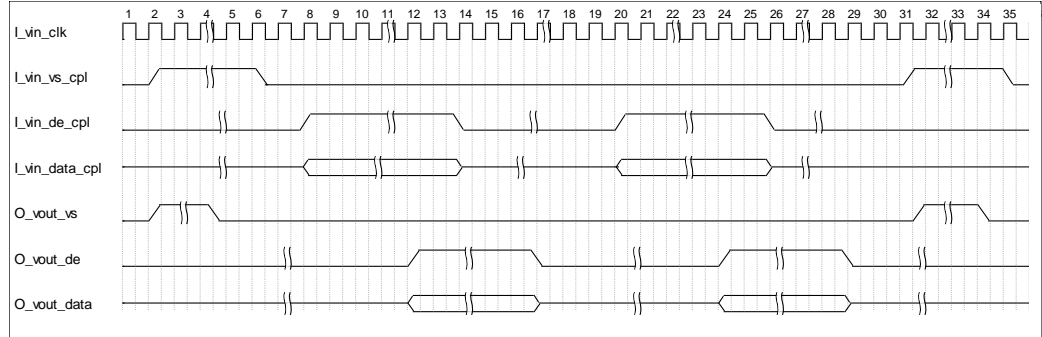 1 2 3 4 5 6 7 8 9 10 11 12 13 14 15 16 17 18 19 20 21 22 23 24 25 26 27 28 29 30 31 32 33 34 35
I_vin_clk
I_vin_vs_cpl
I_vin_de_cpl
I_vin_data_cpl
O_vout_vs
O_vout_de
O_vout_data